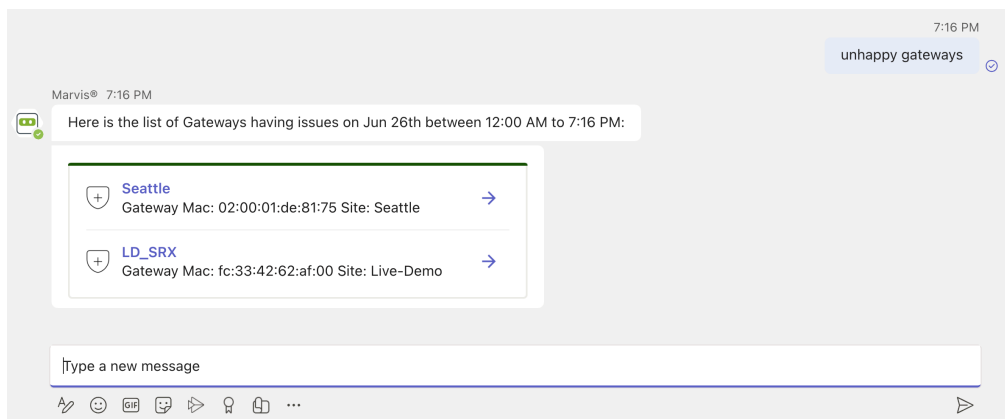 7:16 PM
unhappy gateways
Marvis® 7:16 PM
Here is the list of Gateways having issues on Jun 26th between 12:00 AM to 7:16 PM:
Seattle
Gateway Mac: 02:00:01:de:81:75 Site: Seattle
LD_SRX
Gateway Mac: fc:33:42:62:af:00 Site: Live-Demo
Type a new message
GIF